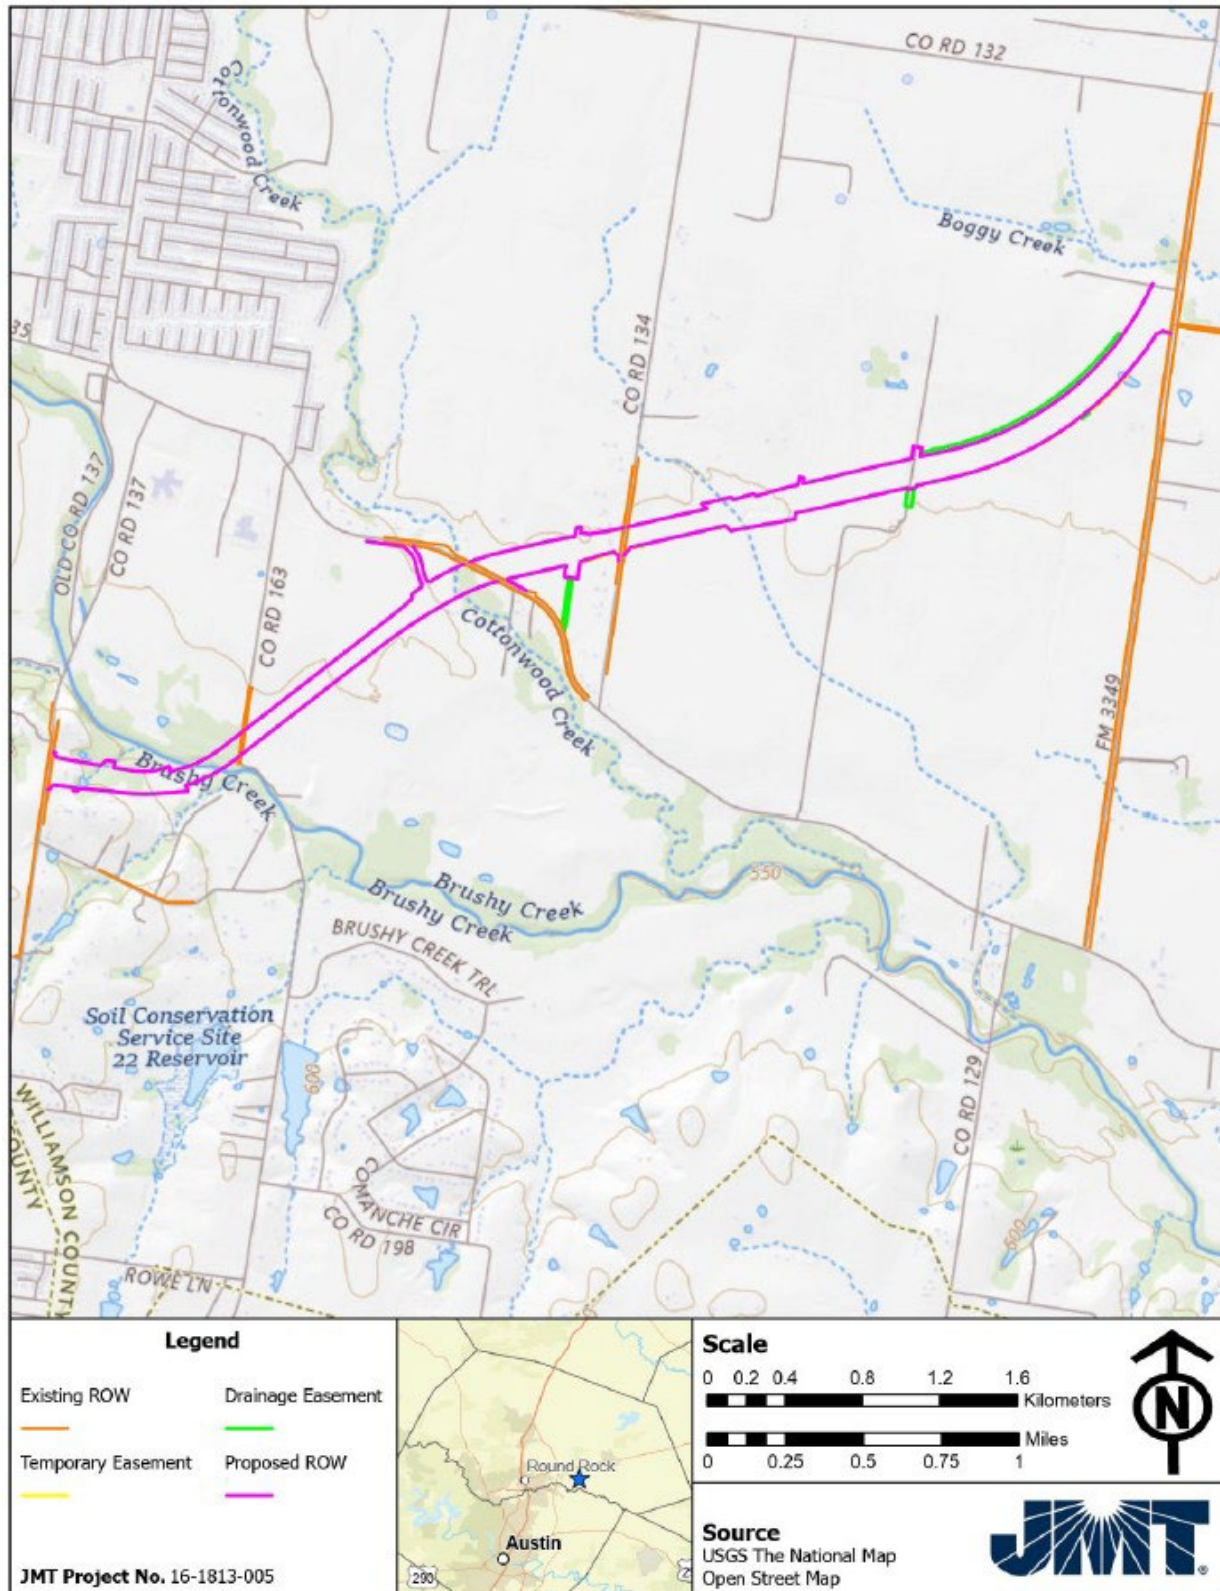 CO RD 132
Cottonwood Creek
Boggy Creek
CO RD 134
35
OLD CO RD 137
CO RD 137
CO RD 163
Cottonwood Creek
FM 3349
Brushy Creek
550
Brushy Creek
Brushy Creek
BRUSHY CREEK TRL
Soil Conservation
Service Site
22 Reservoir
600
CO RD 129
WILLIAMSON COUNTY
COUNTY
COMANCHE CIR
CO RD 198
600
ROWE LN
Legend
Existing ROW
Drainage Easement
Temporary Easement
Proposed ROW
JMT Project No. 16-1813-005
Round Rock
Austin
290
Scale
0 0.2 0.4 0.8 1.2 1.6
Kilometers
Miles
0 0.25 0.5 0.75 1
N
Source
USGS The National Map
Open Street Map
JMT